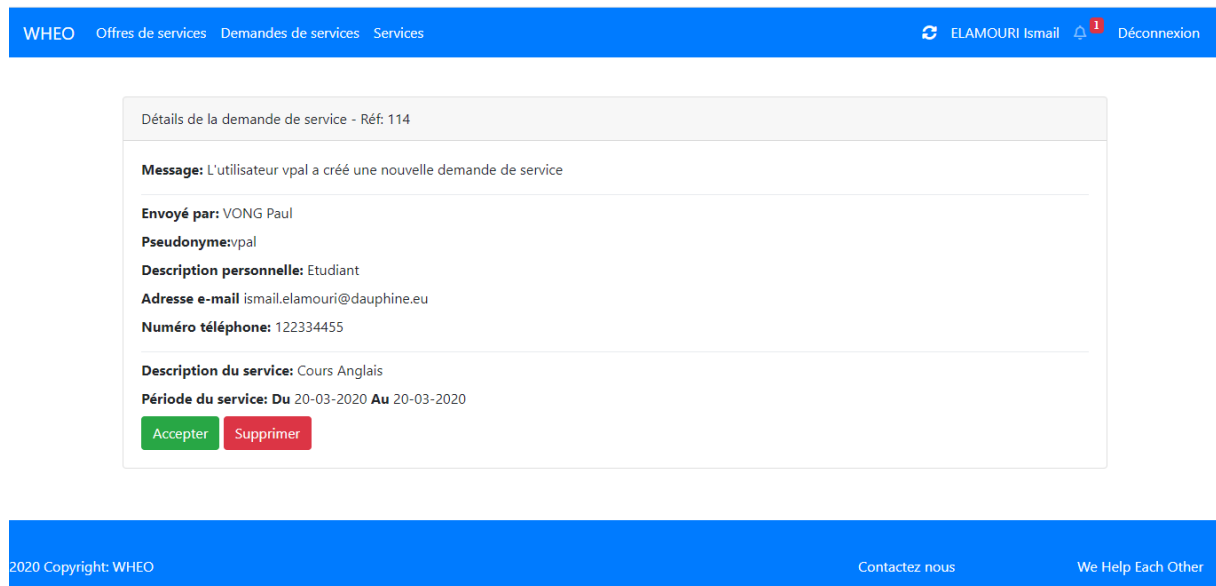 WHEO Offres de services Demandes de services Services ELAMOURI Ismail 1 Déconnexion
Détails de la demande de service - Réf: 114
Message: L'utilisateur vpal a créé une nouvelle demande de service
Envoyé par: VONG Paul
Pseudonyme:vpal
Description personnelle: Etudiant
Adresse e-mail ismail.elamouri@dauphine.eu
Numéro téléphone: 122334455
Description du service: Cours Anglais
Période du service: Du 20-03-2020 Au 20-03-2020
Accepter Supprimer
2020 Copyright: WHEO Contactez nous We Help Each Other